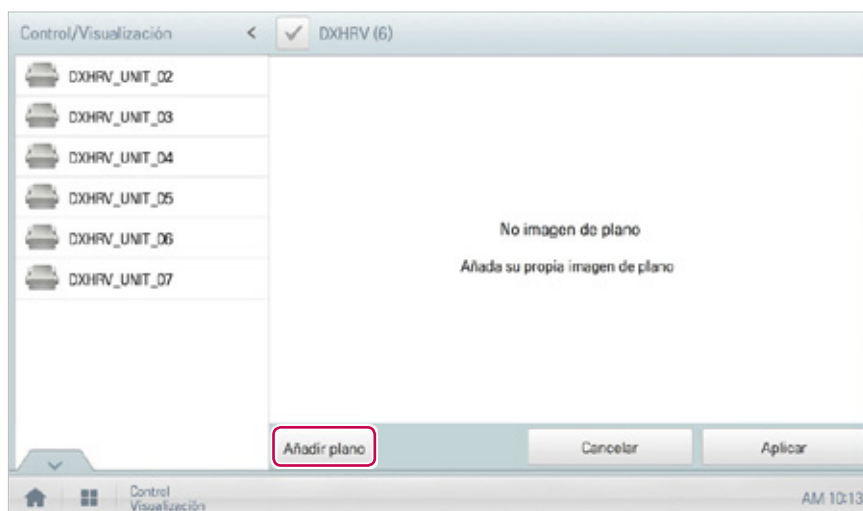 Control/Visualización < DXHRV (6)
DXHRV_UNIT_02
DXHRV_UNIT_03
DXHRV_UNIT_04
DXHRV_UNIT_05
DXHRV_UNIT_06
DXHRV_UNIT_07
No imagen de plano
Añada su propia imagen de plano
Añadir plano
Cancelar
Aplicar
Control
Visualización
AM 10:13